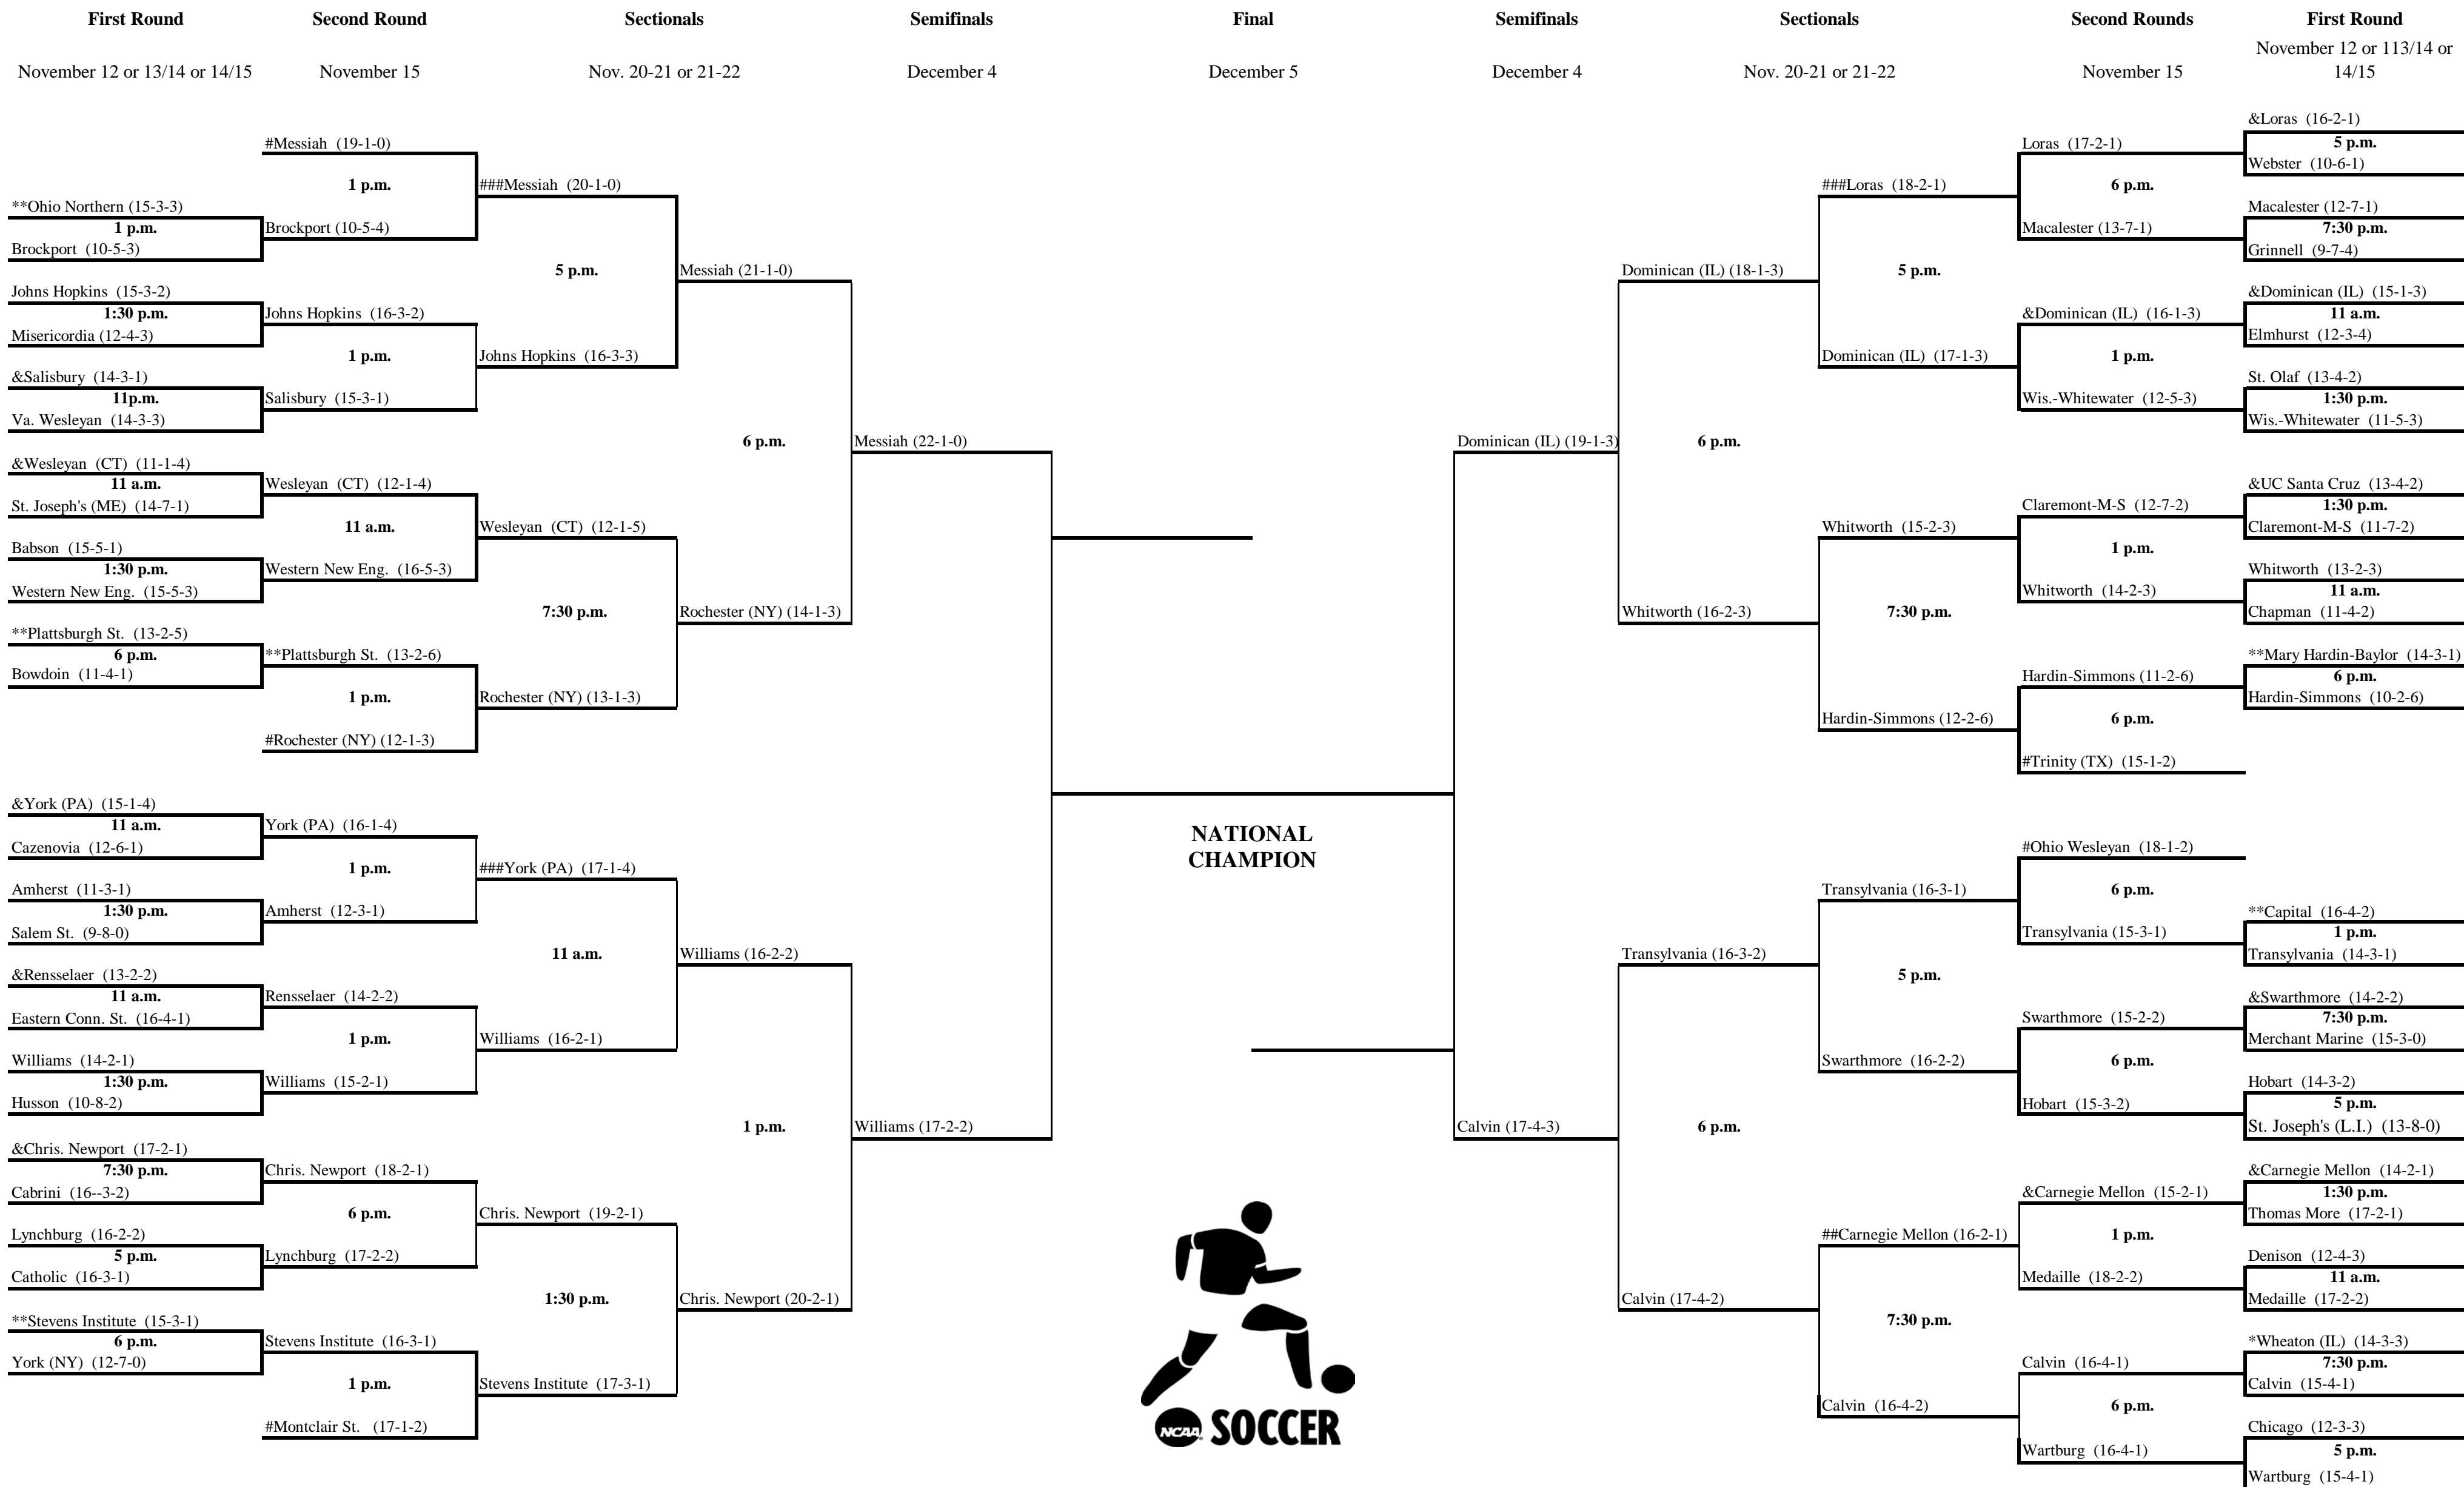 First Round
Second Round
Sectionals
Semifinals
Final
Semifinals
Sectionals
Second Rounds
First Round
November 12 or 13/14 or 14/15
November 15
Nov. 20-21 or 21-22
December 4
December 5
December 4
Nov. 20-21 or 21-22
November 15
November 12 or 113/14 or
14/15
**Ohio Northern (15-3-3)
1 p.m.
Brockport (10-5-3)
Johns Hopkins (15-3-2)
1:30 p.m.
Misericordia (12-4-3)
&Salisbury (14-3-1)
11p.m.
Va. Wesleyan (14-3-3)
&Wesleyan (CT) (11-1-4)
11 a.m.
St. Joseph's (ME) (14-7-1)
Babson (15-5-1)
1:30 p.m.
Western New Eng. (15-5-3)
**Plattsburgh St. (13-2-5)
6 p.m.
Bowdoin (11-4-1)
&York (PA) (15-1-4)
11 a.m.
Cazenovia (12-6-1)
Amherst (11-3-1)
1:30 p.m.
Salem St. (9-8-0)
&Rensselaer (13-2-2)
11 a.m.
Eastern Conn. St. (16-4-1)
Williams (14-2-1)
1:30 p.m.
Husson (10-8-2)
&Chris. Newport (17-2-1)
7:30 p.m.
Cabrini (16--3-2)
Lynchburg (16-2-2)
5 p.m.
Catholic (16-3-1)
**Stevens Institute (15-3-1)
6 p.m.
York (NY) (12-7-0)
#Messiah (19-1-0)
1 p.m.
Brockport (10-5-4)
Johns Hopkins (16-3-2)
1 p.m.
Salisbury (15-3-1)
Wesleyan (CT) (12-1-4)
11 a.m.
Western New Eng. (16-5-3)
**Plattsburgh St. (13-2-6)
1 p.m.
#Rochester (NY) (12-1-3)
York (PA) (16-1-4)
1 p.m.
Amherst (12-3-1)
Rensselaer (14-2-2)
1 p.m.
Williams (15-2-1)
Chris. Newport (18-2-1)
6 p.m.
Lynchburg (17-2-2)
Stevens Institute (16-3-1)
1 p.m.
#Montclair St. (17-1-2)
###Messiah (20-1-0)
5 p.m.
Johns Hopkins (16-3-3)
Wesleyan (CT) (12-1-5)
7:30 p.m.
Rochester (NY) (13-1-3)
###York (PA) (17-1-4)
11 a.m.
Williams (16-2-1)
Chris. Newport (19-2-1)
1:30 p.m.
Stevens Institute (17-3-1)
Messiah (21-1-0)
6 p.m.
Rochester (NY) (14-1-3)
Williams (16-2-2)
1 p.m.
Chris. Newport (20-2-1)
Messiah (22-1-0)
Williams (17-2-2)
NATIONAL
CHAMPION
NCAA SOCCER
Dominican (IL) (19-1-3)
Calvin (17-4-3)
Dominican (IL) (18-1-3)
6 p.m.
Whitworth (16-2-3)
Transylvania (16-3-2)
6 p.m.
Calvin (17-4-2)
###Loras (18-2-1)
5 p.m.
Dominican (IL) (17-1-3)
Whitworth (15-2-3)
7:30 p.m.
Hardin-Simmons (12-2-6)
Transylvania (16-3-1)
5 p.m.
Swarthmore (16-2-2)
##Carnegie Mellon (16-2-1)
7:30 p.m.
Calvin (16-4-2)
Loras (17-2-1)
6 p.m.
Macalester (13-7-1)
&Dominican (IL) (16-1-3)
1 p.m.
Wis.-Whitewater (12-5-3)
Claremont-M-S (12-7-2)
1 p.m.
Whitworth (14-2-3)
Hardin-Simmons (11-2-6)
6 p.m.
#Trinity (TX) (15-1-2)
#Ohio Wesleyan (18-1-2)
6 p.m.
Transylvania (15-3-1)
Swarthmore (15-2-2)
6 p.m.
Hobart (15-3-2)
&Carnegie Mellon (15-2-1)
1 p.m.
Medaille (18-2-2)
Calvin (16-4-1)
6 p.m.
Wartburg (16-4-1)
&Loras (16-2-1)
5 p.m.
Webster (10-6-1)
Macalester (12-7-1)
7:30 p.m.
Grinnell (9-7-4)
&Dominican (IL) (15-1-3)
11 a.m.
Elmhurst (12-3-4)
St. Olaf (13-4-2)
1:30 p.m.
Wis.-Whitewater (11-5-3)
&UC Santa Cruz (13-4-2)
1:30 p.m.
Claremont-M-S (11-7-2)
Whitworth (13-2-3)
11 a.m.
Chapman (11-4-2)
**Mary Hardin-Baylor (14-3-1)
6 p.m.
Hardin-Simmons (10-2-6)
**Capital (16-4-2)
1 p.m.
Transylvania (14-3-1)
&Swarthmore (14-2-2)
7:30 p.m.
Merchant Marine (15-3-0)
Hobart (14-3-2)
5 p.m.
St. Joseph's (L.I.) (13-8-0)
&Carnegie Mellon (14-2-1)
1:30 p.m.
Thomas More (17-2-1)
Denison (12-4-3)
11 a.m.
Medaille (17-2-2)
*Wheaton (IL) (14-3-3)
7:30 p.m.
Calvin (15-4-1)
Chicago (12-3-3)
5 p.m.
Wartburg (15-4-1)